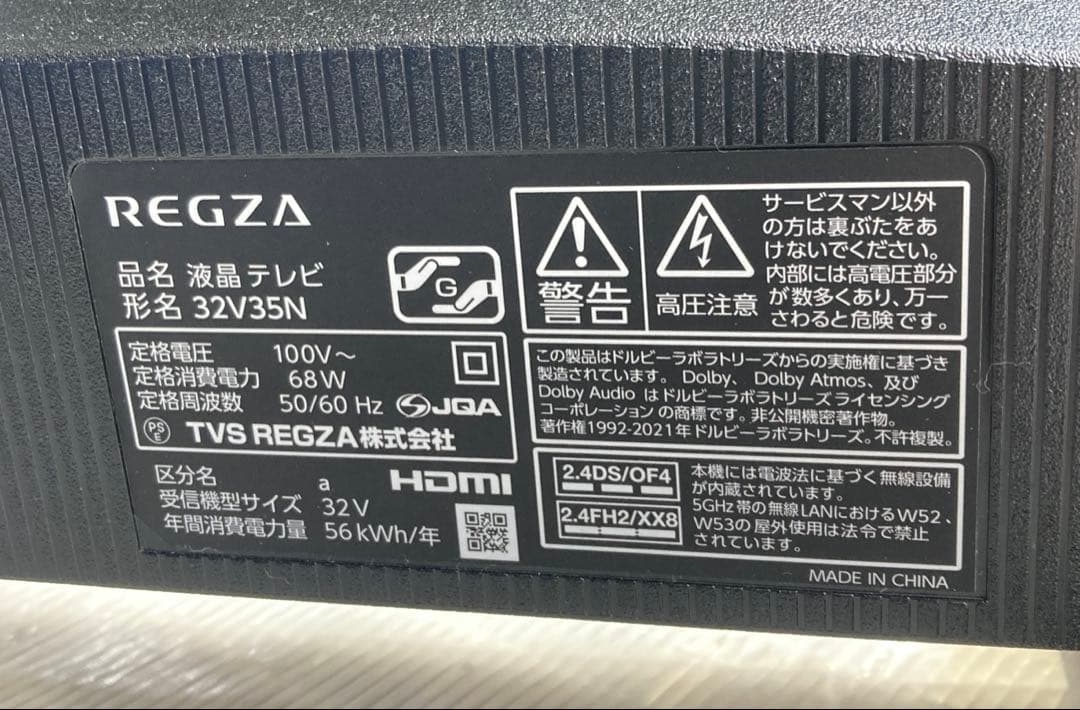 REGZA
品名 液晶テレビ
形名 32V35N
G
定格電圧 100V～
定格消費電力 68W
定格周波数 50/60 Hz
JQA
PS
E
TVS REGZA株式会社
区分名 a
受信機型サイズ 32V
年間消費電力量 56kWh/年
HDMI
警告
高圧注意
サービスマン以外
の方は裏ぶたをあ
けないでください。
内部には高電圧部分
が数多くあり、万一
さわると危険です。
この製品はドルビーラボラトリーズからの実施権に基づき
製造されています。 Dolby、 Dolby Atmos、及び
Dolby Audio はドルビーラボラトリーズライセンシング
コーポレーションの商標です。非公開機密著作物。
著作権1992-2021年ドルビーラボラトリーズ。不許複製。
2.4DS/OF4
2.4FH2/XX8
本機には電波法に基づく無線設備
が内蔵されています。
5GHz帯の無線LANにおけるW52、
W53の屋外使用は法令で禁止
されています。
MADE IN CHINA